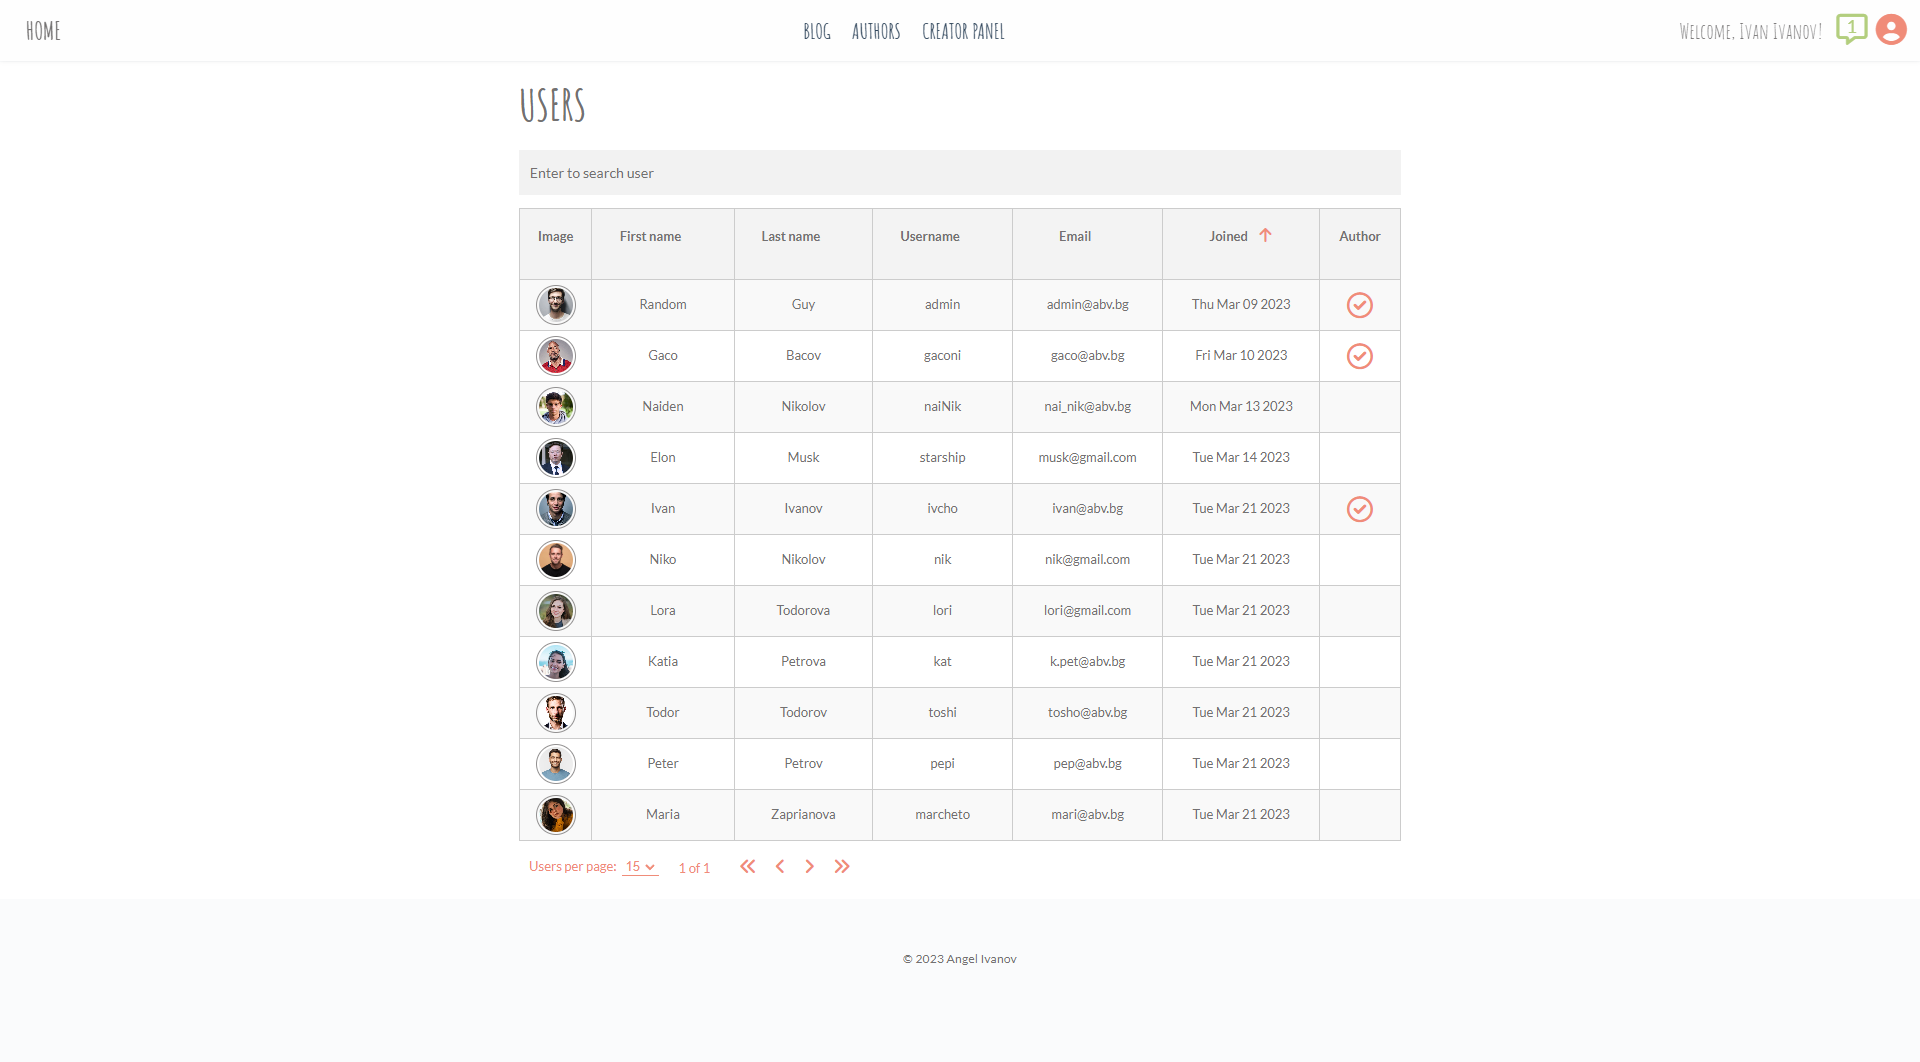 HOME BLOG AUTHORS CREATOR PANEL Welcome, Ivan Ivanov! 1
USERS
Enter to search user
Image First name Last name Username Email Joined Author
Random Guy admin admin@abv.bg Thu Mar 09 2023
Gaco Bacov gaconi gaco@abv.bg Fri Mar 10 2023
Naiden Nikolov naiNik nai_nik@abv.bg Mon Mar 13 2023
Elon Musk starship musk@gmail.com Tue Mar 14 2023
Ivan Ivanov ivcho ivan@abv.bg Tue Mar 21 2023
Niko Nikolov nik nik@gmail.com Tue Mar 21 2023
Lora Todorova lori lori@gmail.com Tue Mar 21 2023
Katia Petrova kat k.pet@abv.bg Tue Mar 21 2023
Todor Todorov toshi tosho@abv.bg Tue Mar 21 2023
Peter Petrov pepi pep@abv.bg Tue Mar 21 2023
Maria Zaprianova marcheto mari@abv.bg Tue Mar 21 2023
Users per page: 15 1 of 1
© 2023 Angel Ivanov